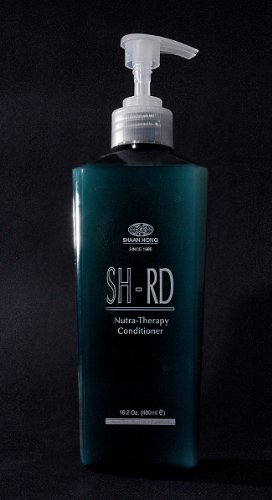 SHAAN HONQ
SINCE 1985
SH-RD
Nutra-Therapy
Conditioner
16.2 Oz. (480ml ℮)